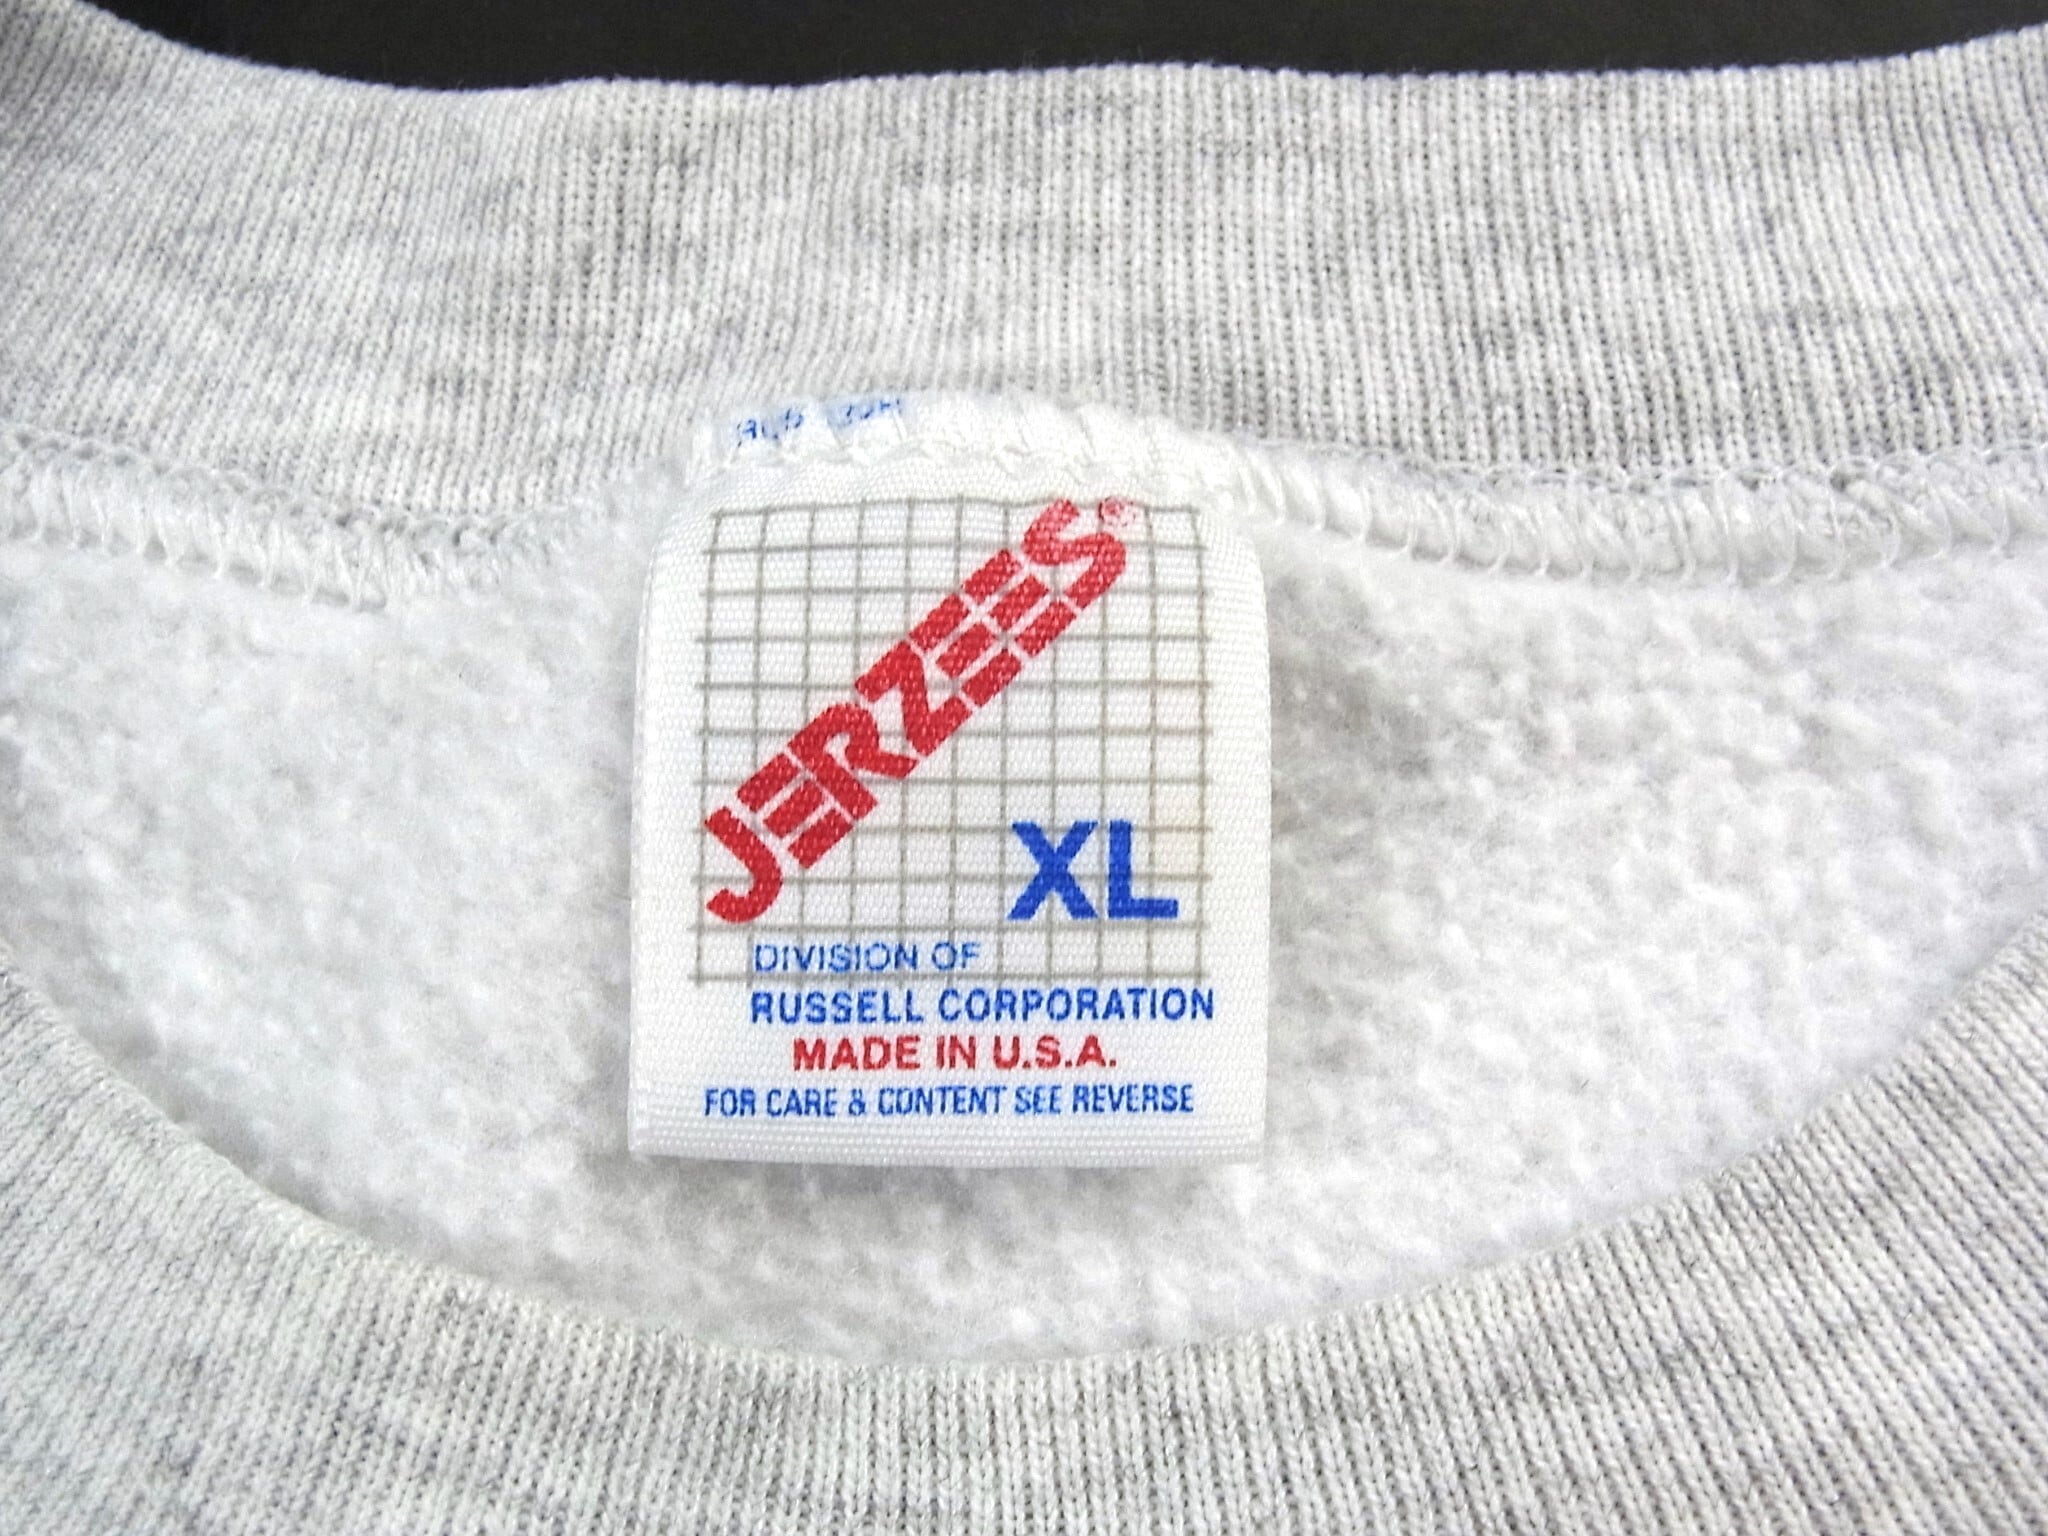 JERZEES®
XL
DIVISION OF
RUSSELL CORPORATION
MADE IN U.S.A.
FOR CARE & CONTENT SEE REVERSE